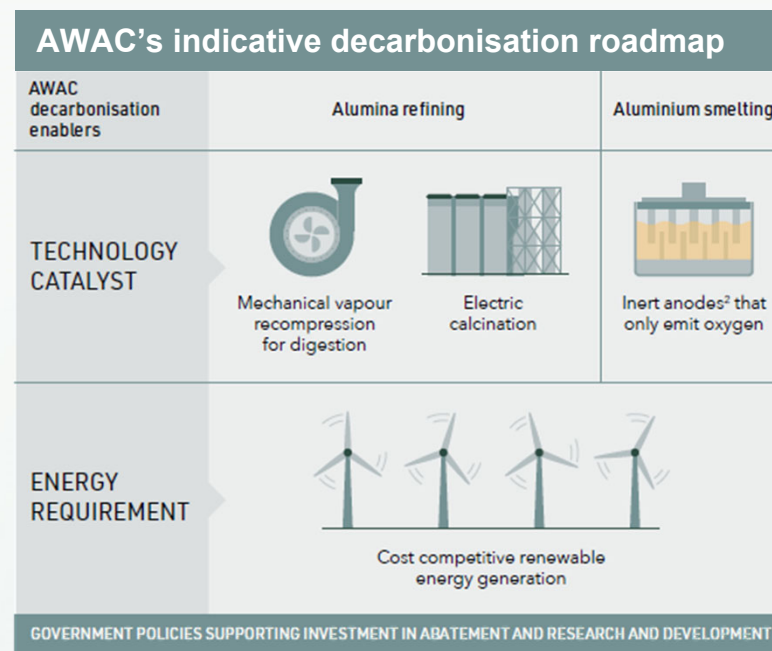 AWAC’s indicative decarbonisation roadmap
AWAC
decarbonisation
enablers
Alumina refining
Aluminium smelting
TECHNOLOGY
CATALYST
Mechanical vapour
recompression
for digestion
Electric
calcination
Inert anodes² that
only emit oxygen
ENERGY
REQUIREMENT
Cost competitive renewable
energy generation
GOVERNMENT POLICIES SUPPORTING INVESTMENT IN ABATEMENT AND RESEARCH AND DEVELOPMENT